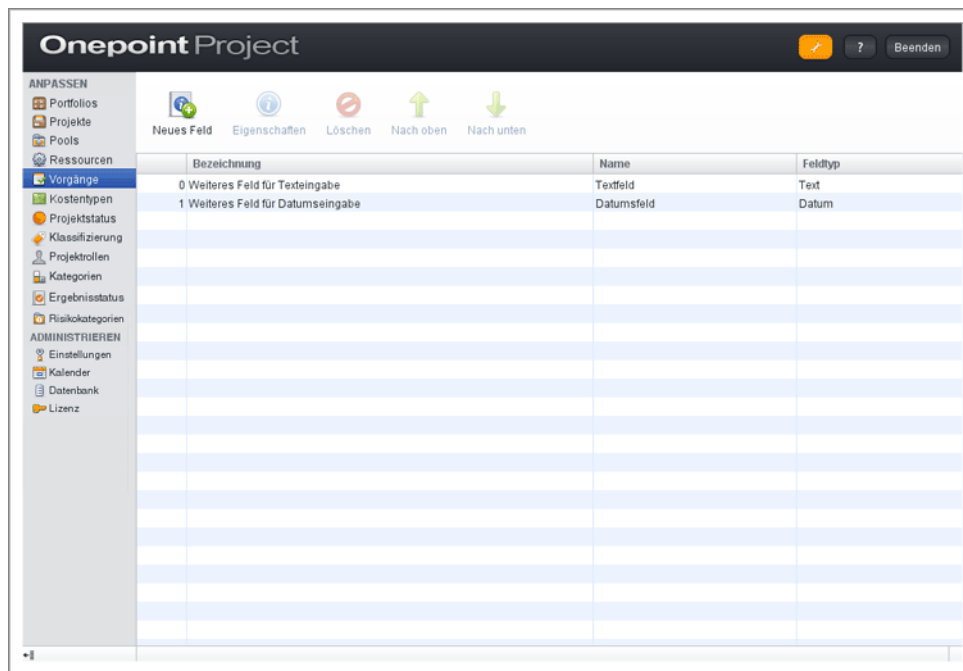 Onepoint Project
? Beenden
ANPASSEN
Portfolios
Projekte
Pools
Ressourcen
Vorgänge
Kostentypen
Projektstatus
Klassifizierung
Projektrollen
Kategorien
Ergebnisstatus
Risikokategorien
ADMINISTRIEREN
Einstellungen
Kalender
Datenbank
Lizenz
Neues Feld Eigenschaften Löschen Nach oben Nach unten
Bezeichnung Name Feldtyp
0 Weiteres Feld für Texteingabe Textfeld Text
1 Weiteres Feld für Datumseingabe Datumsfeld Datum